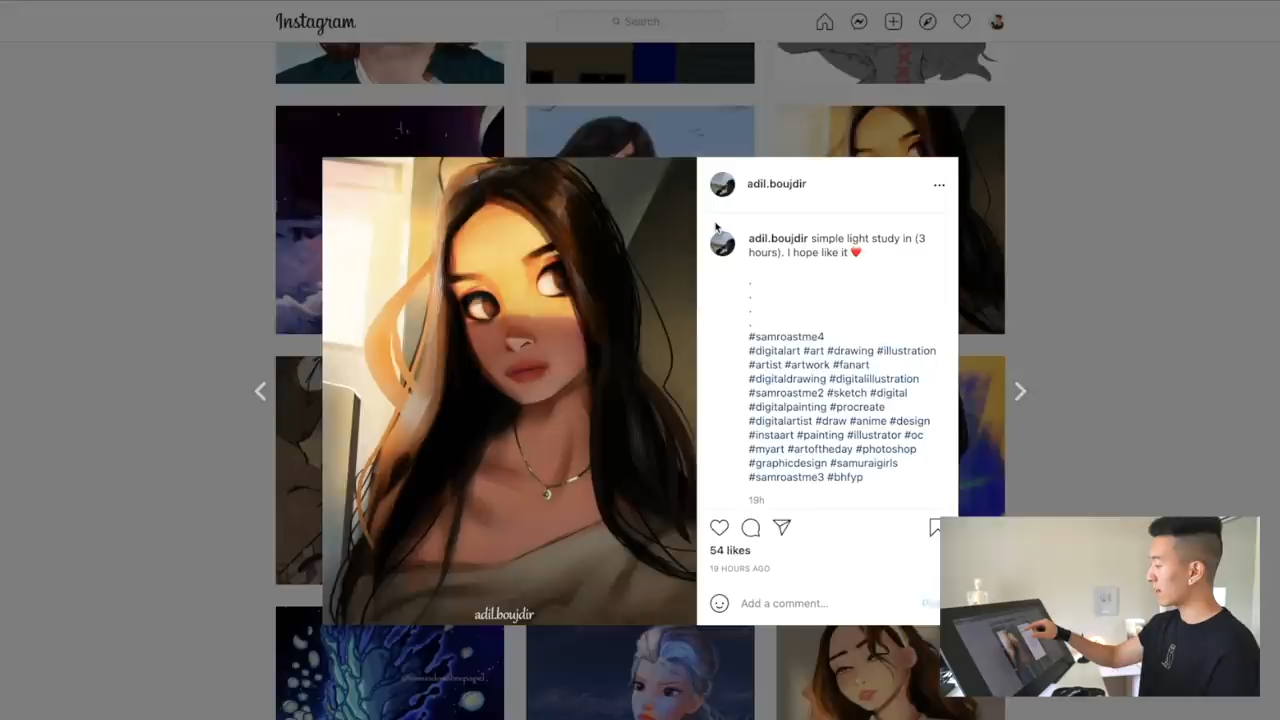 Instagram
Search
adil.boujdir
adil.boujdir simple light study in (3
hours). I hope like it ❤️
.
.
.
.
#samroastme4
#digitalart #art #drawing #illustration
#artist #artwork #fanart
#digitaldrawing #digitalillustration
#samroastme2 #sketch #digital
#digitalpainting #procreate
#digitalartist #draw #anime #design
#instaart #painting #illustrator #oc
#myart #artoftheday #photoshop
#graphicdesign #samuraigirls
#samroastme3 #bhfyp
19h
54 likes
19 HOURS AGO
Add a comment...
adil.boujdir